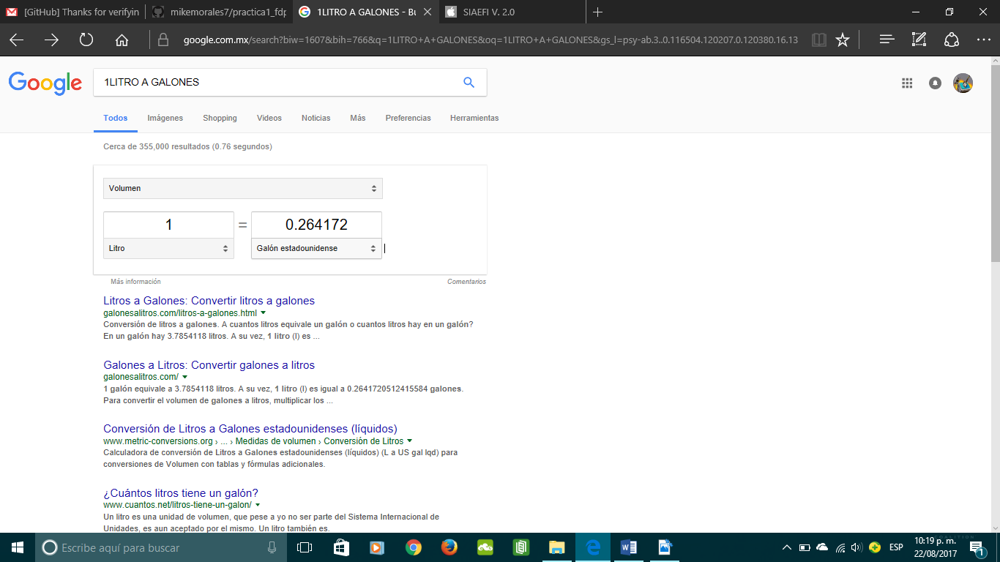 [GitHub] Thanks for verifyin
mikemorales7/practica1_fdp
1LITRO A GALONES - Bu
SIAEFI V. 2.0
google.com.mx/search?biw=1607&bih=766&q=1LITRO+A+GALONES&oq=1LITRO+A+GALONES&gs_l=psy-ab.3..0.116504.120207.0.120380.16.13
Google
1LITRO A GALONES
Todos Imágenes Shopping Videos Noticias Más Preferencias Herramientas
Cerca de 355,000 resultados (0.76 segundos)
Volumen
1 = 0.264172
Litro Galón estadounidense
Más información Comentarios
Litros a Galones: Convertir litros a galones
galonesalitros.com/litros-a-galones.html
Conversión de litros a galones. A cuantos litros equivale un galón o cuantos litros hay en un galón?
En un galón hay 3.7854118 litros. A su vez, 1 litro (l) es ...
Galones a Litros: Convertir galones a litros
galonesalitros.com/
1 galón equivale a 3.7854118 litros. A su vez, 1 litro (l) es igual a 0.2641720512415584 galones.
Para convertir el volumen de galones a litros, multiplicar los ...
Conversión de Litros a Galones estadounidenses (líquidos)
www.metric-conversions.org › ... › Medidas de volumen › Conversión de Litros
Calculadora de conversión de Litros a Galones estadounidenses (líquidos) (L a US gal lqd) para
conversiones de Volumen con tablas y fórmulas adicionales.
¿Cuántos litros tiene un galón?
www.cuantos.net/litros-tiene-un-galon/
Un litro es una unidad de volumen, que pese a yo no ser parte del Sistema Internacional de
Unidades, es aun aceptado por el mismo. Un litro también es.
Escribe aquí para buscar
ESP
10:19 p. m.
22/08/2017
1